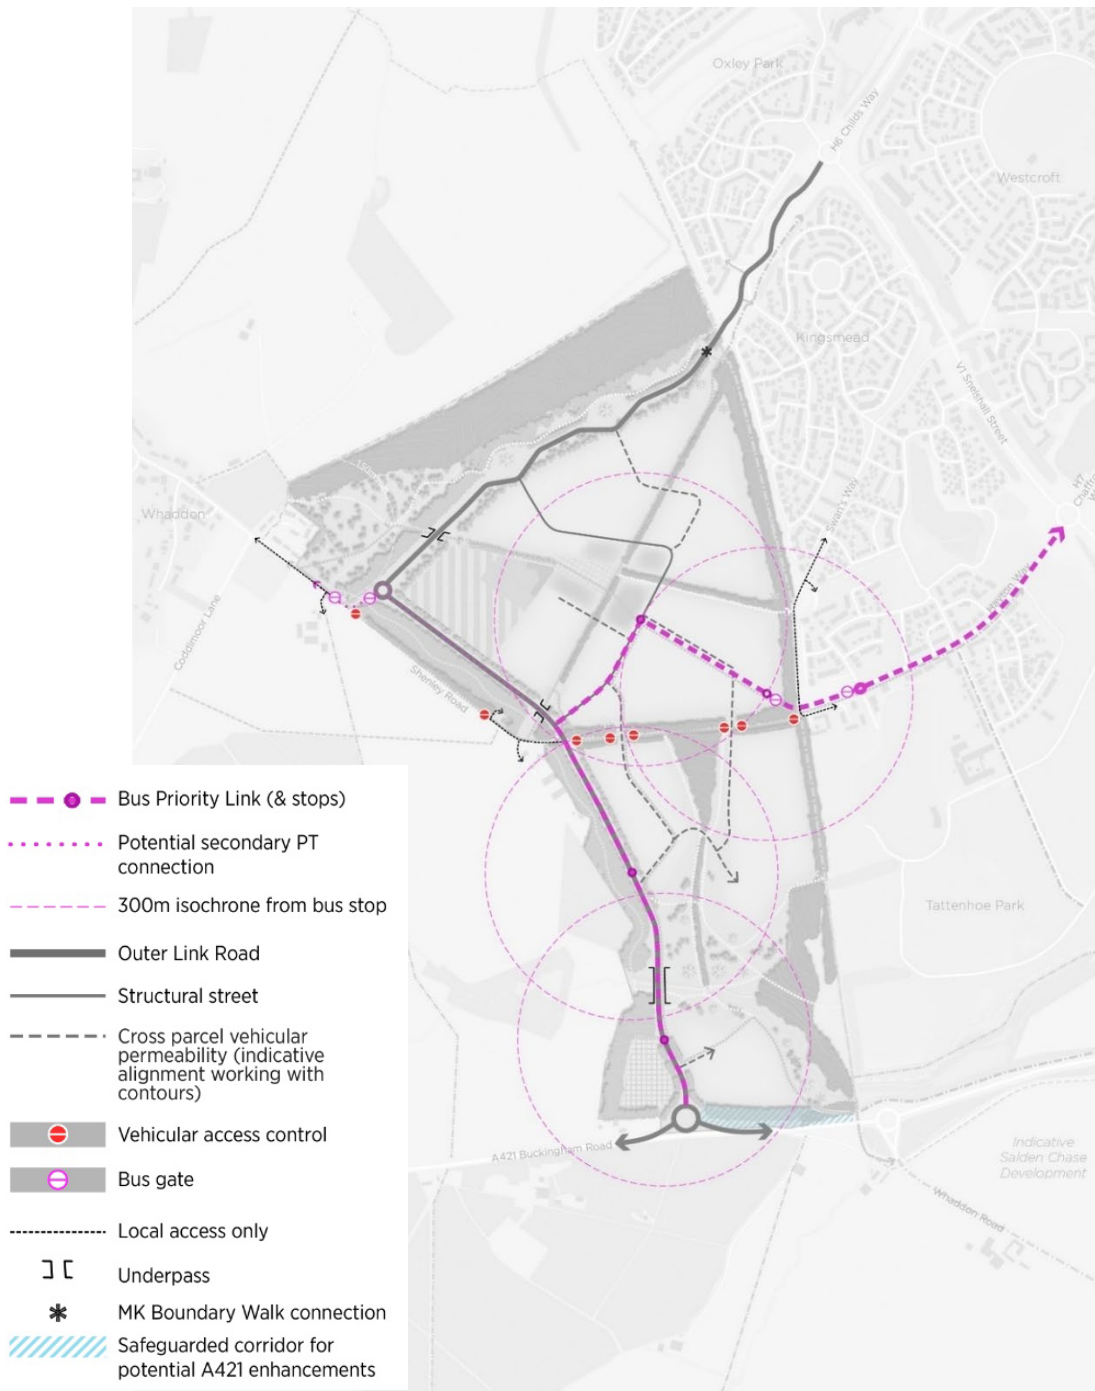 Oxley Park
H6 Childs Way
Westcroft
Kingsmead
V1 Snelshall Street
H7
Whaddon
Swan's Way
Coddimoor Lane
Shenley Road
Tattenhoe Park
Bus Priority Link (& stops)
Potential secondary PT
connection
300m isochrone from bus stop
Outer Link Road
Structural street
Cross parcel vehicular
permeability (indicative
alignment working with
contours)
Vehicular access control
Bus gate
Local access only
Underpass
MK Boundary Walk connection
Safeguarded corridor for
potential A421 enhancements
A421 Buckingham Road
Indicative
Salden Chase
Development
Whaddon Road